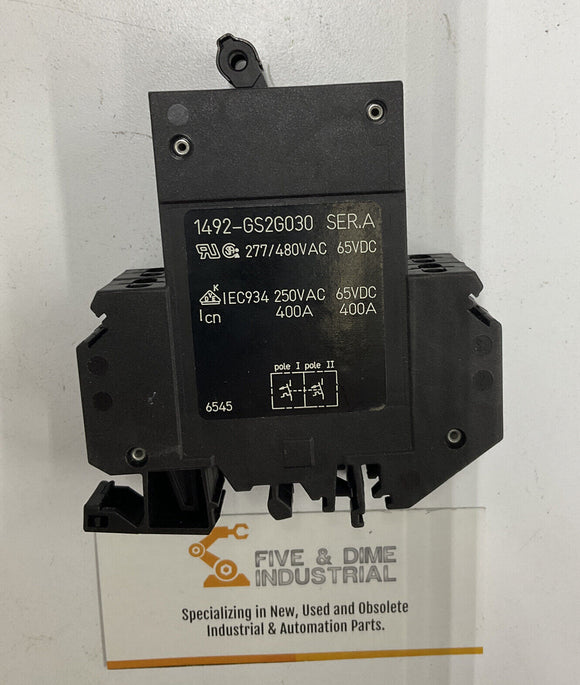 1492-GS2G030 SER.A
277/480VAC 65VDC
K
IEC934 250VAC 65VDC
Icn 400A 400A
pole I pole II
6545
FIVE & DIME
INDUSTRIAL
Specializing in New, Used and Obsolete
Industrial & Automation Parts.